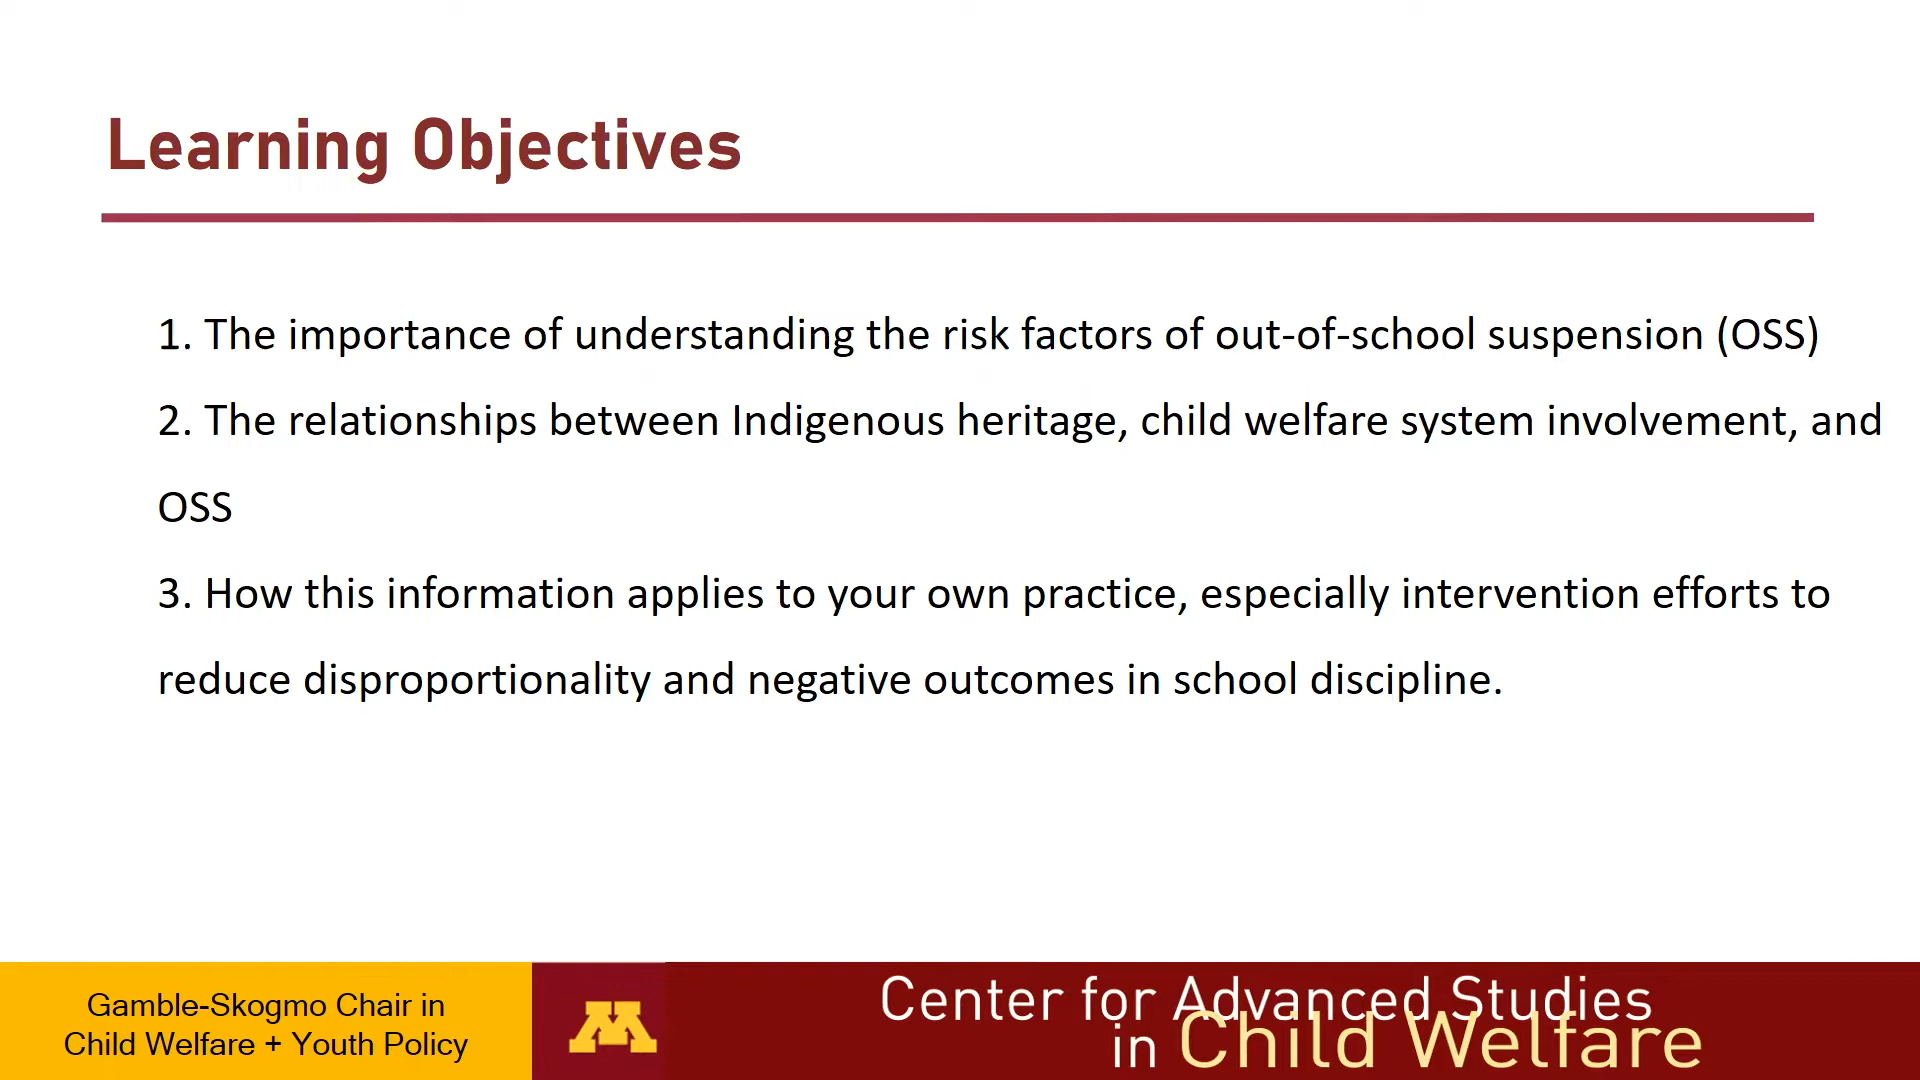 Learning Objectives
1. The importance of understanding the risk factors of out-of-school suspension (OSS)
2. The relationships between Indigenous heritage, child welfare system involvement, and
OSS
3. How this information applies to your own practice, especially intervention efforts to
reduce disproportionality and negative outcomes in school discipline.
Gamble-Skogmo Chair in
Child Welfare + Youth Policy
M
Center for Advanced Studies
in Child Welfare